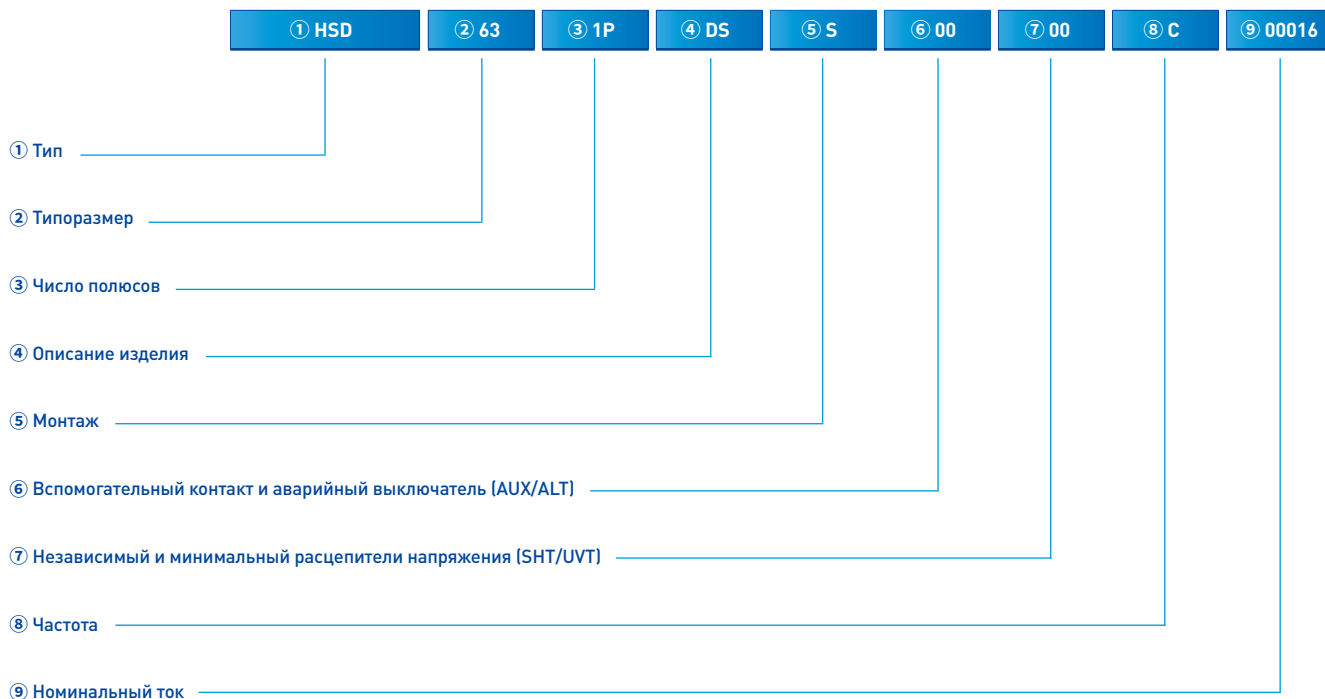 ① HSD ② 63 ③ 1P ④ DS ⑤ S ⑥ 00 ⑦ 00 ⑧ C ⑨ 00016
① Тип
② Типоразмер
③ Число полюсов
④ Описание изделия
⑤ Монтаж
⑥ Вспомогательный контакт и аварийный выключатель (AUX/ALT)
⑦ Независимый и минимальный расцепители напряжения (SHT/UVT)
⑧ Частота
⑨ Номинальный ток